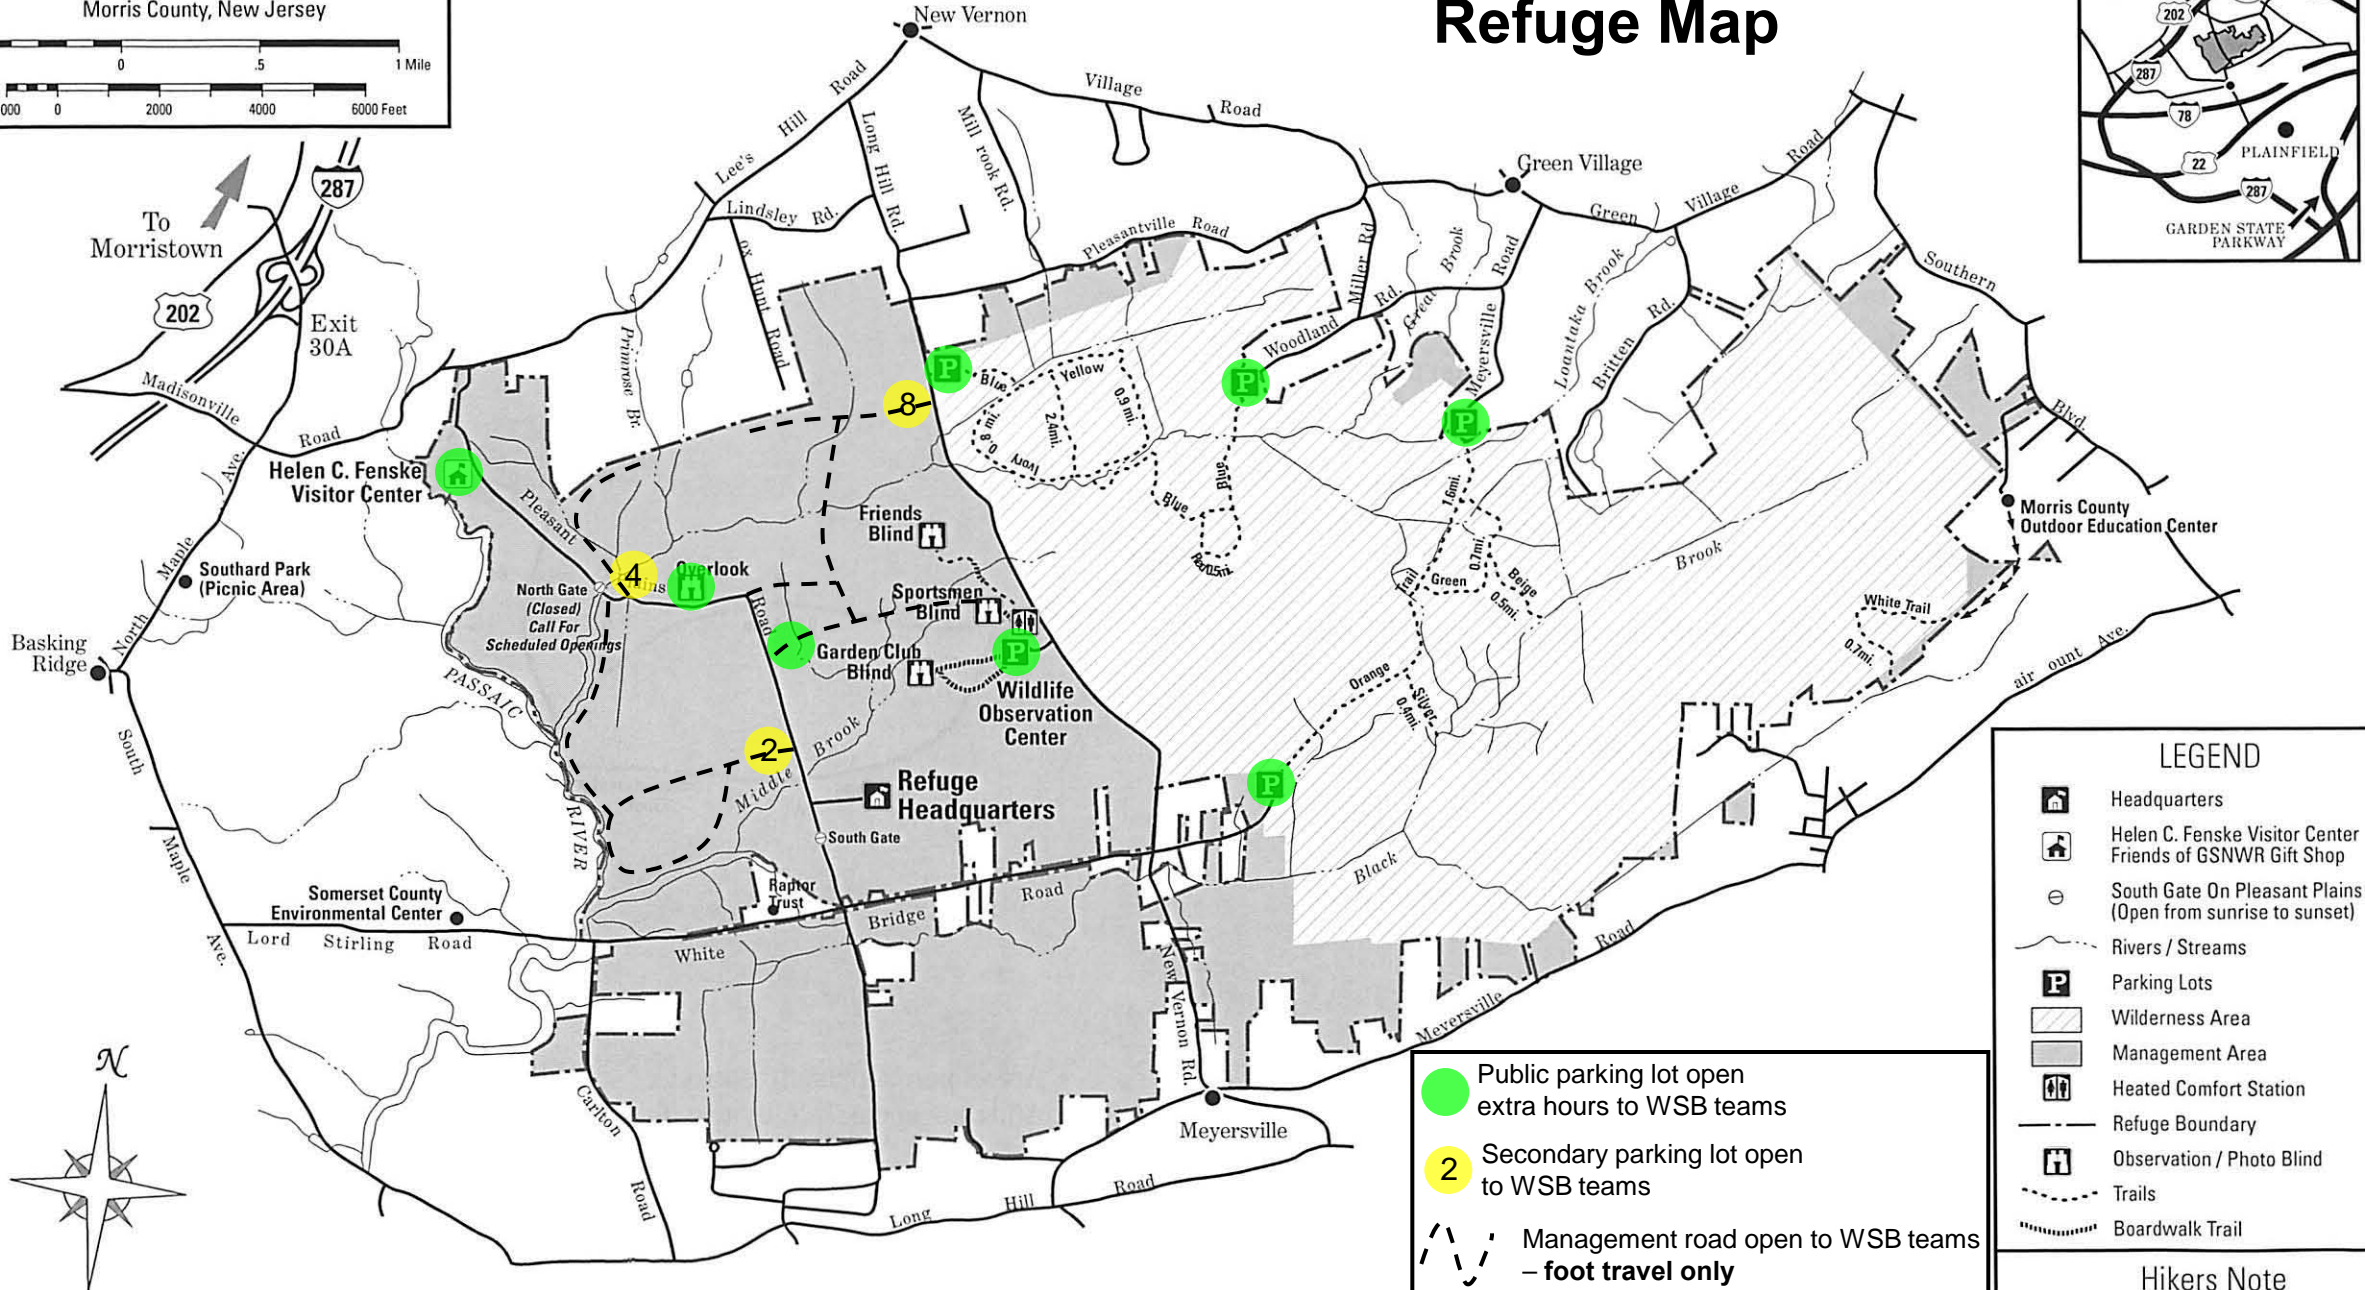 Morris County, New Jersey
0 .5 1 Mile
000 0 2000 4000 6000 Feet
Refuge Map
202
287
78
22
PLAINFIELD
287
GARDEN STATE
PARKWAY
New Vernon
Village Road
Lee's Hill Road
Long Hill Rd.
Mill rook Rd.
Lindsley Rd.
ox Hunt Road
Pleasantville Road
Green Village
Green Village Road
Miller Rd
Woodland Rd.
Great Brook
Meyersville Road
Loantaka Brook
Britten Rd.
Southern Blvd.
287
To
Morristown
202
Exit
30A
Madisonville Road
Primrose Br.
Helen C. Fenske
Visitor Center
Pleasant
ains
Road
P
P
P
8
Blue
Yellow
0.9 mi.
2.4mi.
0.8 mi.
Ivory
Blue
Blue
Red/0.5mi.
Friends
Blind
Southard Park
(Picnic Area)
North Maple Ave.
North Gate
(Closed)
Call For
Scheduled Openings
4
Overlook
Sportsmen
Blind
Garden Club
Blind
P
Wildlife
Observation
Center
1.6mi.
0.7mi.
Trail
Green
Beige
0.5mi.
Orange
Silver
0.4mi.
Brook
Morris County
Outdoor Education Center
White Trail
0.7mi.
air ount Ave.
Basking
Ridge
PASSAIC
RIVER
South
Maple
Ave.
2
Middle Brook
Refuge
Headquarters
South Gate
P
Black
Raptor
Trust
Somerset County
Environmental Center
Lord Stirling Road
White Bridge Road
New Vernon Rd.
Meyersville Road
Meyersville
Carlton
Road
Long Hill Road
N
LEGEND
Headquarters
Helen C. Fenske Visitor Center
Friends of GSNWR Gift Shop
South Gate On Pleasant Plains
(Open from sunrise to sunset)
Rivers / Streams
P Parking Lots
Wilderness Area
Management Area
Heated Comfort Station
Refuge Boundary
Observation / Photo Blind
Trails
Boardwalk Trail
Hikers Note
Public parking lot open
extra hours to WSB teams
2 Secondary parking lot open
to WSB teams
Management road open to WSB teams
– foot travel only